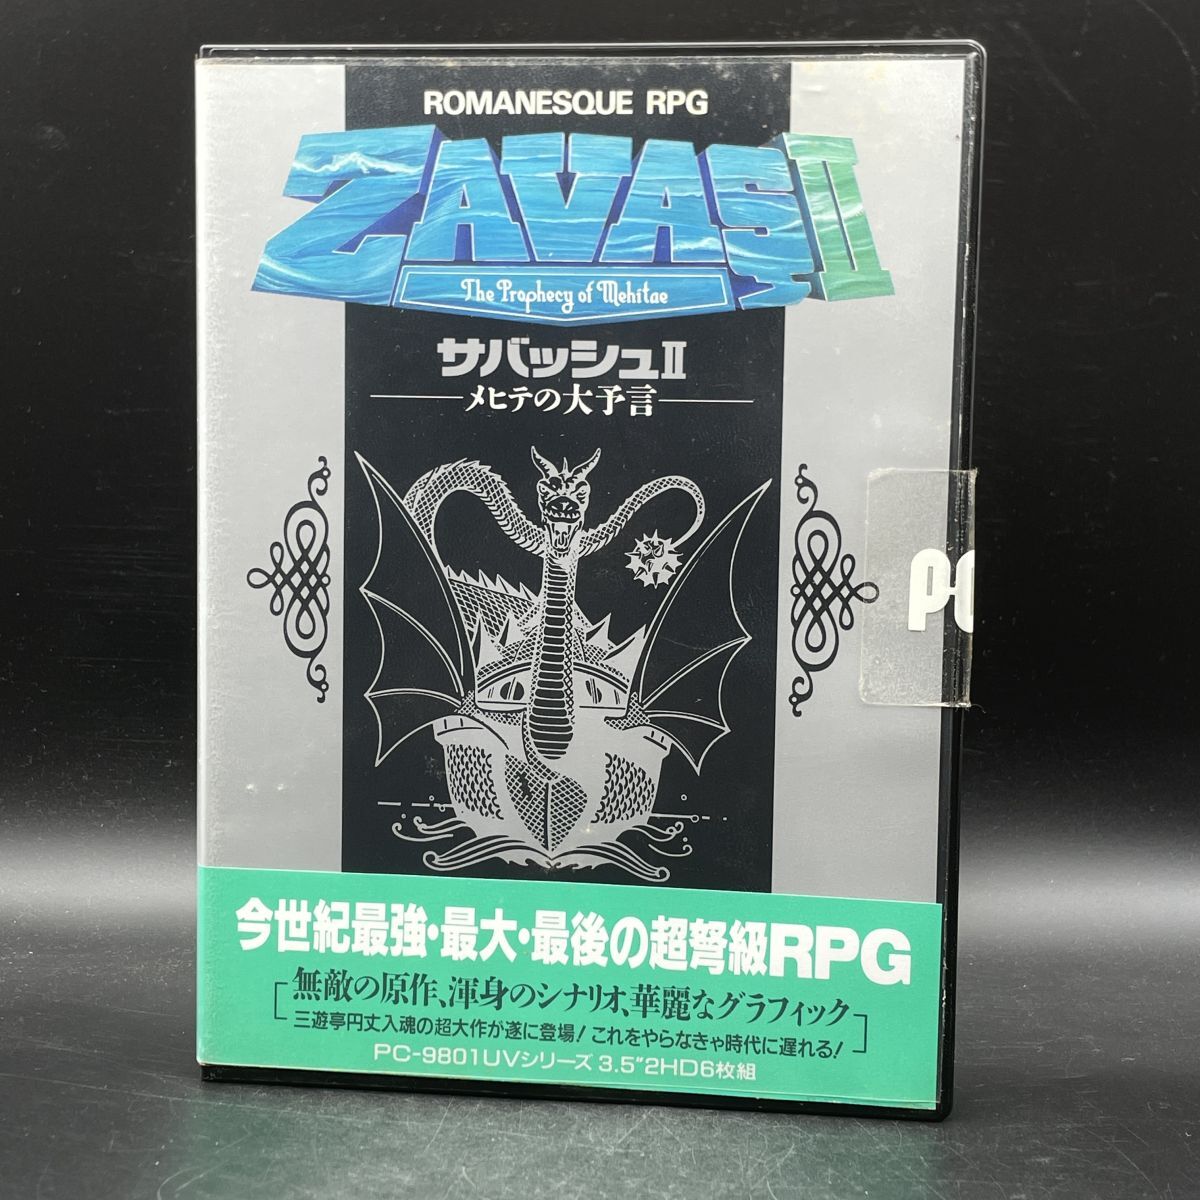 ROMANESQUE RPG
ZAVAS II
The Prophecy of Mehitae
サバッシュⅡ
メヒテの大予言
今世紀最強・最大・最後の超弩級RPG
無敵の原作、渾身のシナリオ、華麗なグラフィック
三遊亭円丈入魂の超大作が遂に登場！これをやらなきゃ時代に遅れる！
PC-9801UVシリーズ 3.5″2HD6枚組